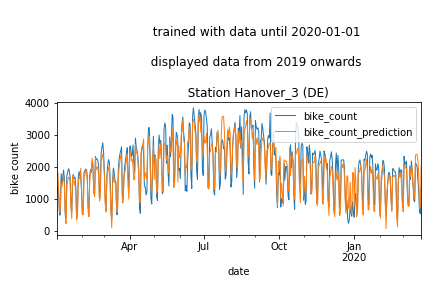 trained with data until 2020-01-01
displayed data from 2019 onwards
Station Hanover_3 (DE)
4000
3000
2000
1000
0
bike count
bike_count
bike_count_prediction
Apr
Jul
Oct
Jan
2020
date